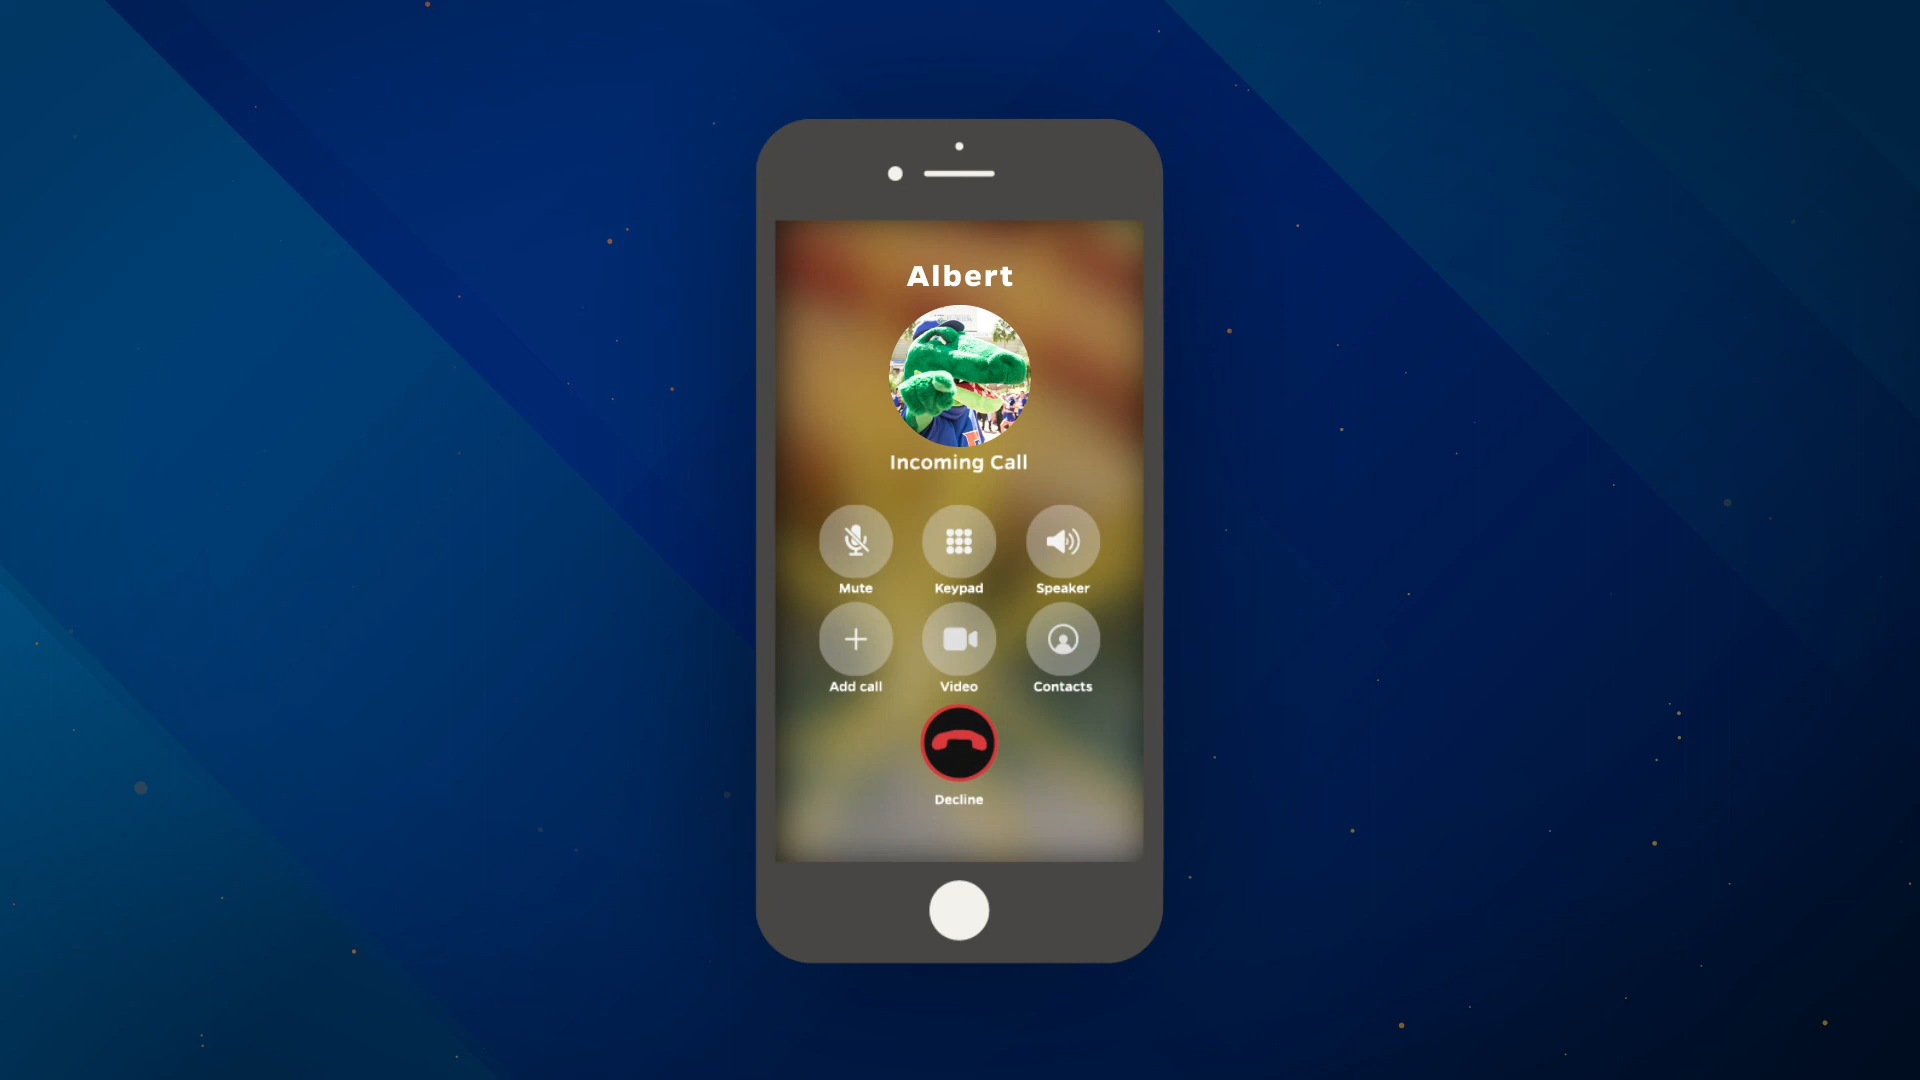 Albert
Incoming Call
Mute Keypad Speaker
Add call Video Contacts
Decline